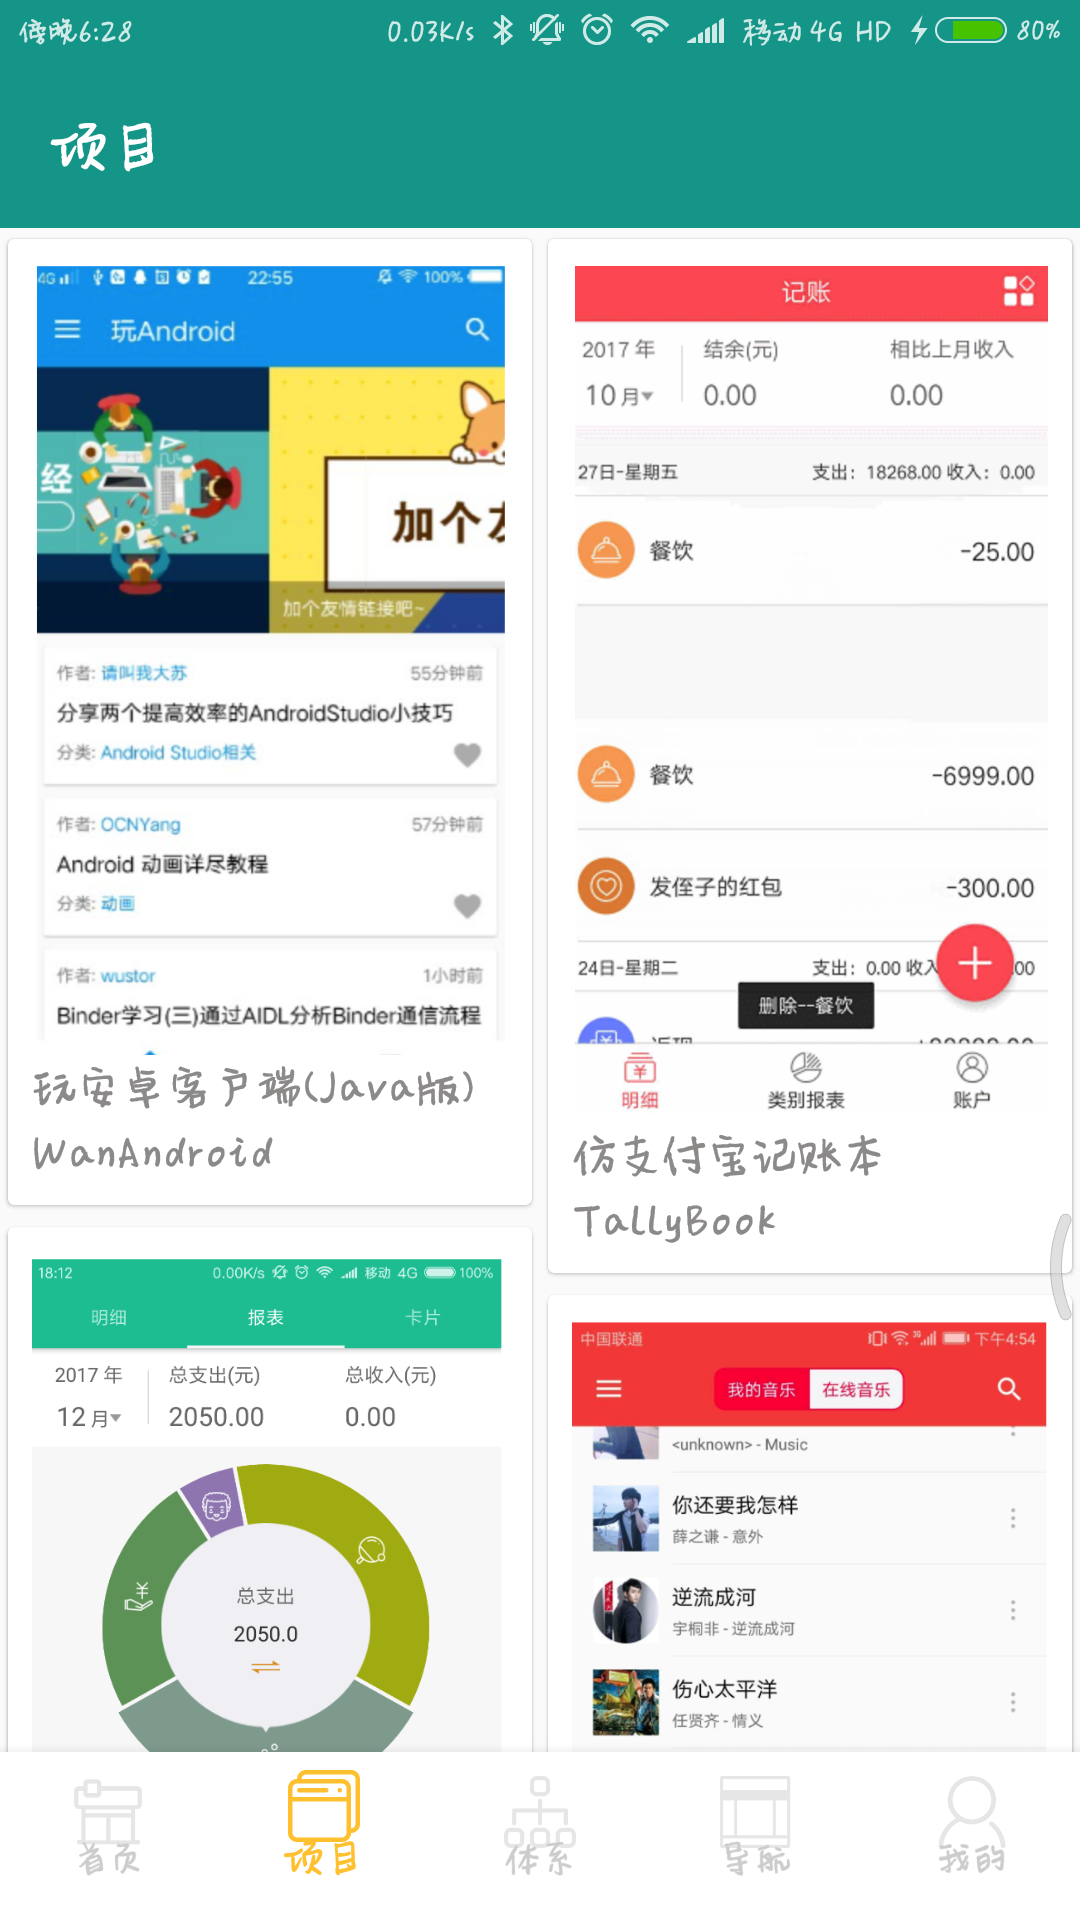 傍晚6:28
0.03K/s
移动 4G HD
80%
项目
4G
22:55
100%
玩Android
经
加个
加个友情链接吧~
作者: 请叫我大苏
55分钟前
分享两个提高效率的AndroidStudio小技巧
分类: Android Studio相关
作者: OCNYang
57分钟前
Android 动画详尽教程
分类: 动画
作者: wustor
1小时前
Binder学习(三)通过AIDL分析Binder通信流程
玩安卓客户端(Java版)
WanAndroid
记账
2017 年
结余(元)
相比上月收入
10 月
0.00
0.00
27日-星期五
支出: 18268.00 收入: 0.00
餐饮
-25.00
餐饮
-6999.00
发侄子的红包
-300.00
24日-星期二
支出: 0.00 收入
.00
删除--餐饮
明细
类别报表
账户
仿支付宝记账本
TallyBook
18:12
0.00K/s
移动 4G
100%
明细
报表
卡片
2017 年
总支出(元)
总收入(元)
12 月
2050.00
0.00
总支出
2050.0
中国联通
下午4:54
我的音乐
在线音乐
<unknown> - Music
你还要我怎样
薛之谦 - 意外
逆流成河
宇桐非 - 逆流成河
伤心太平洋
任贤齐 - 情义
首页
项目
体系
导航
我的